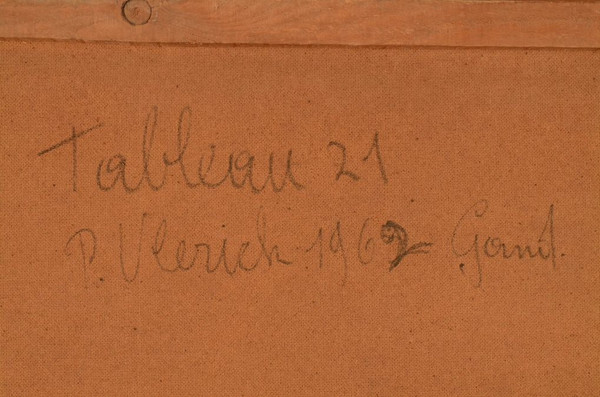 Tableau 21
P. Vlerick 1962 Gand.